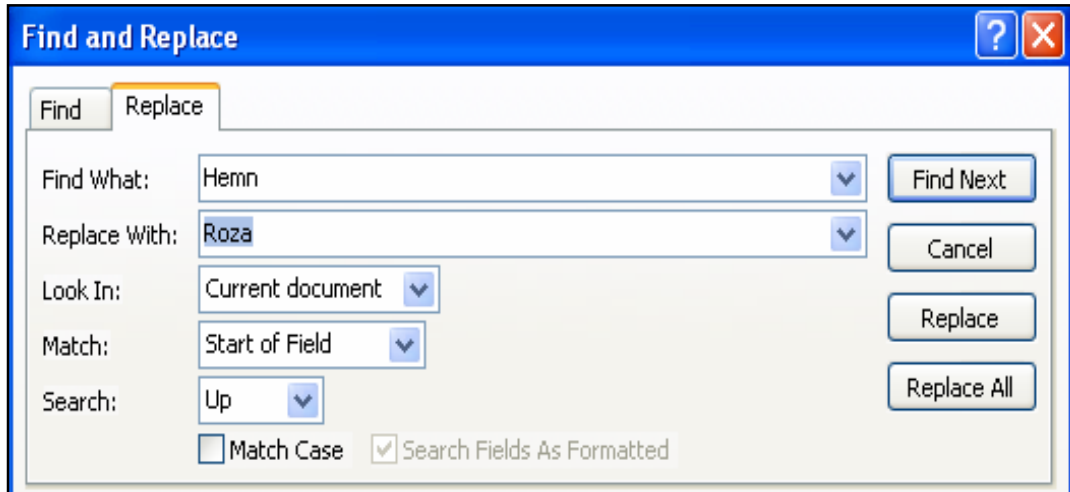 Find and Replace
Find Replace
Find What: Hemn Find Next
Replace With: Roza Cancel
Look In: Current document
Match: Start of Field Replace
Search: Up Replace All
Match Case Search Fields As Formatted